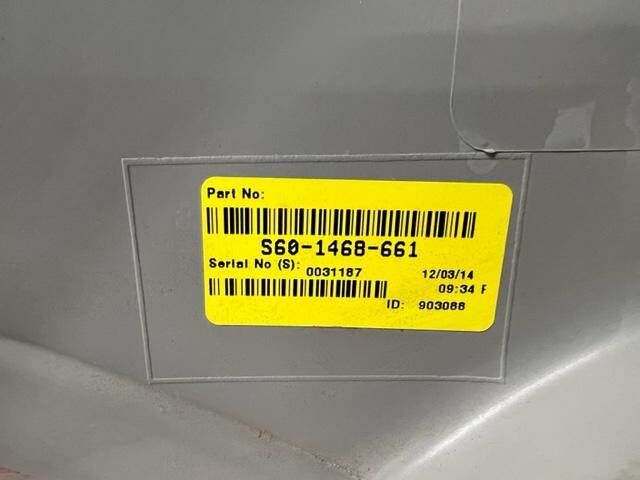 Part No:
S60-1468-661
Serial No (S):
0031187
12/03/14
09:34 F
ID: 903088